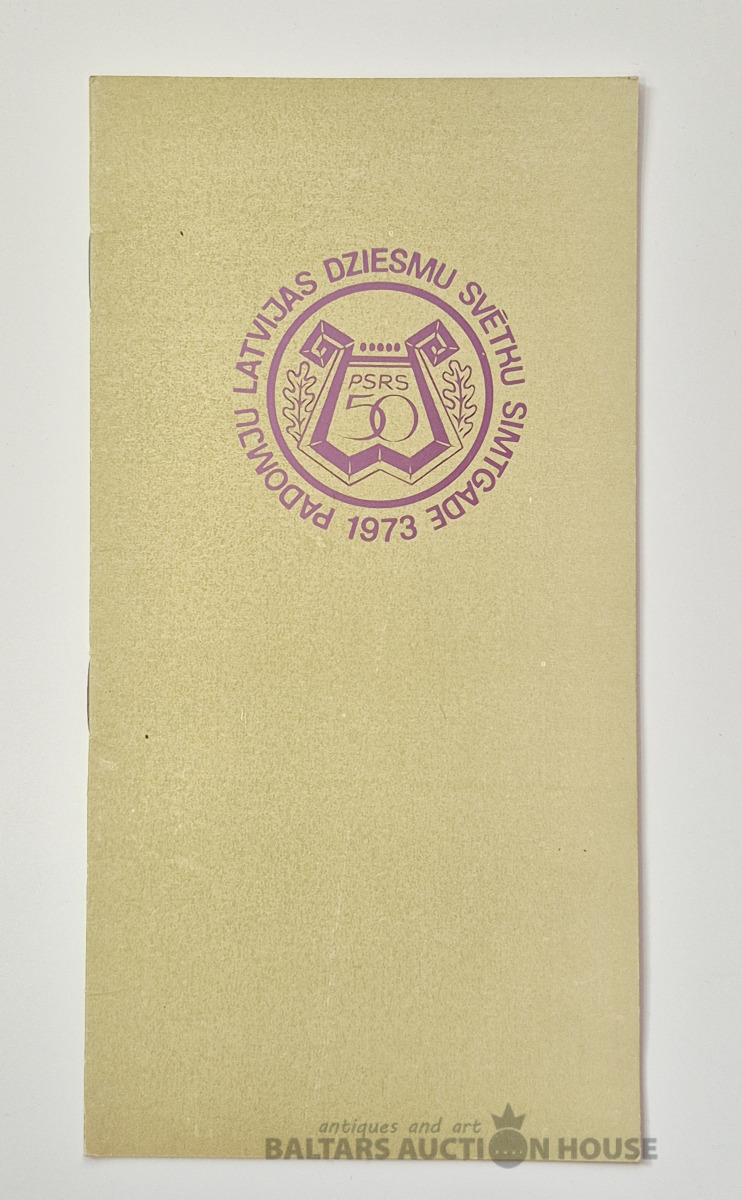 PADOMJU LATVIJAS DZIESMU SVĒTKU SIMTGADE
1973
PSRS
50
antiques and art
BALTARS AUCTION HOUSE